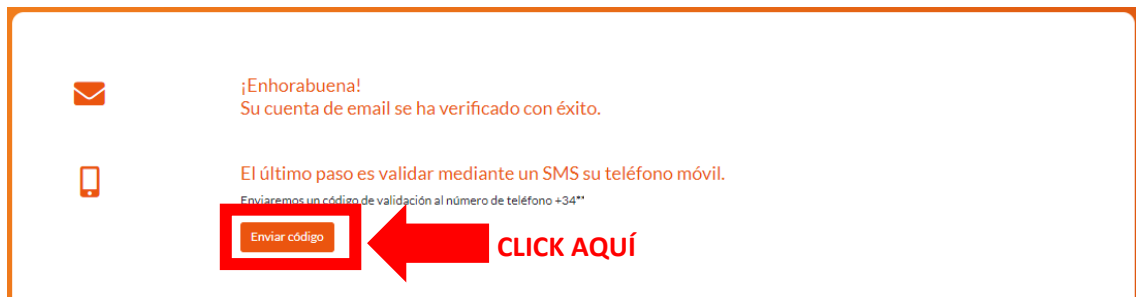 ¡Enhorabuena!
Su cuenta de email se ha verificado con éxito.
El último paso es validar mediante un SMS su teléfono móvil.
Enviaremos un código de validación al número de teléfono +34**
Enviar código
CLICK AQUÍ